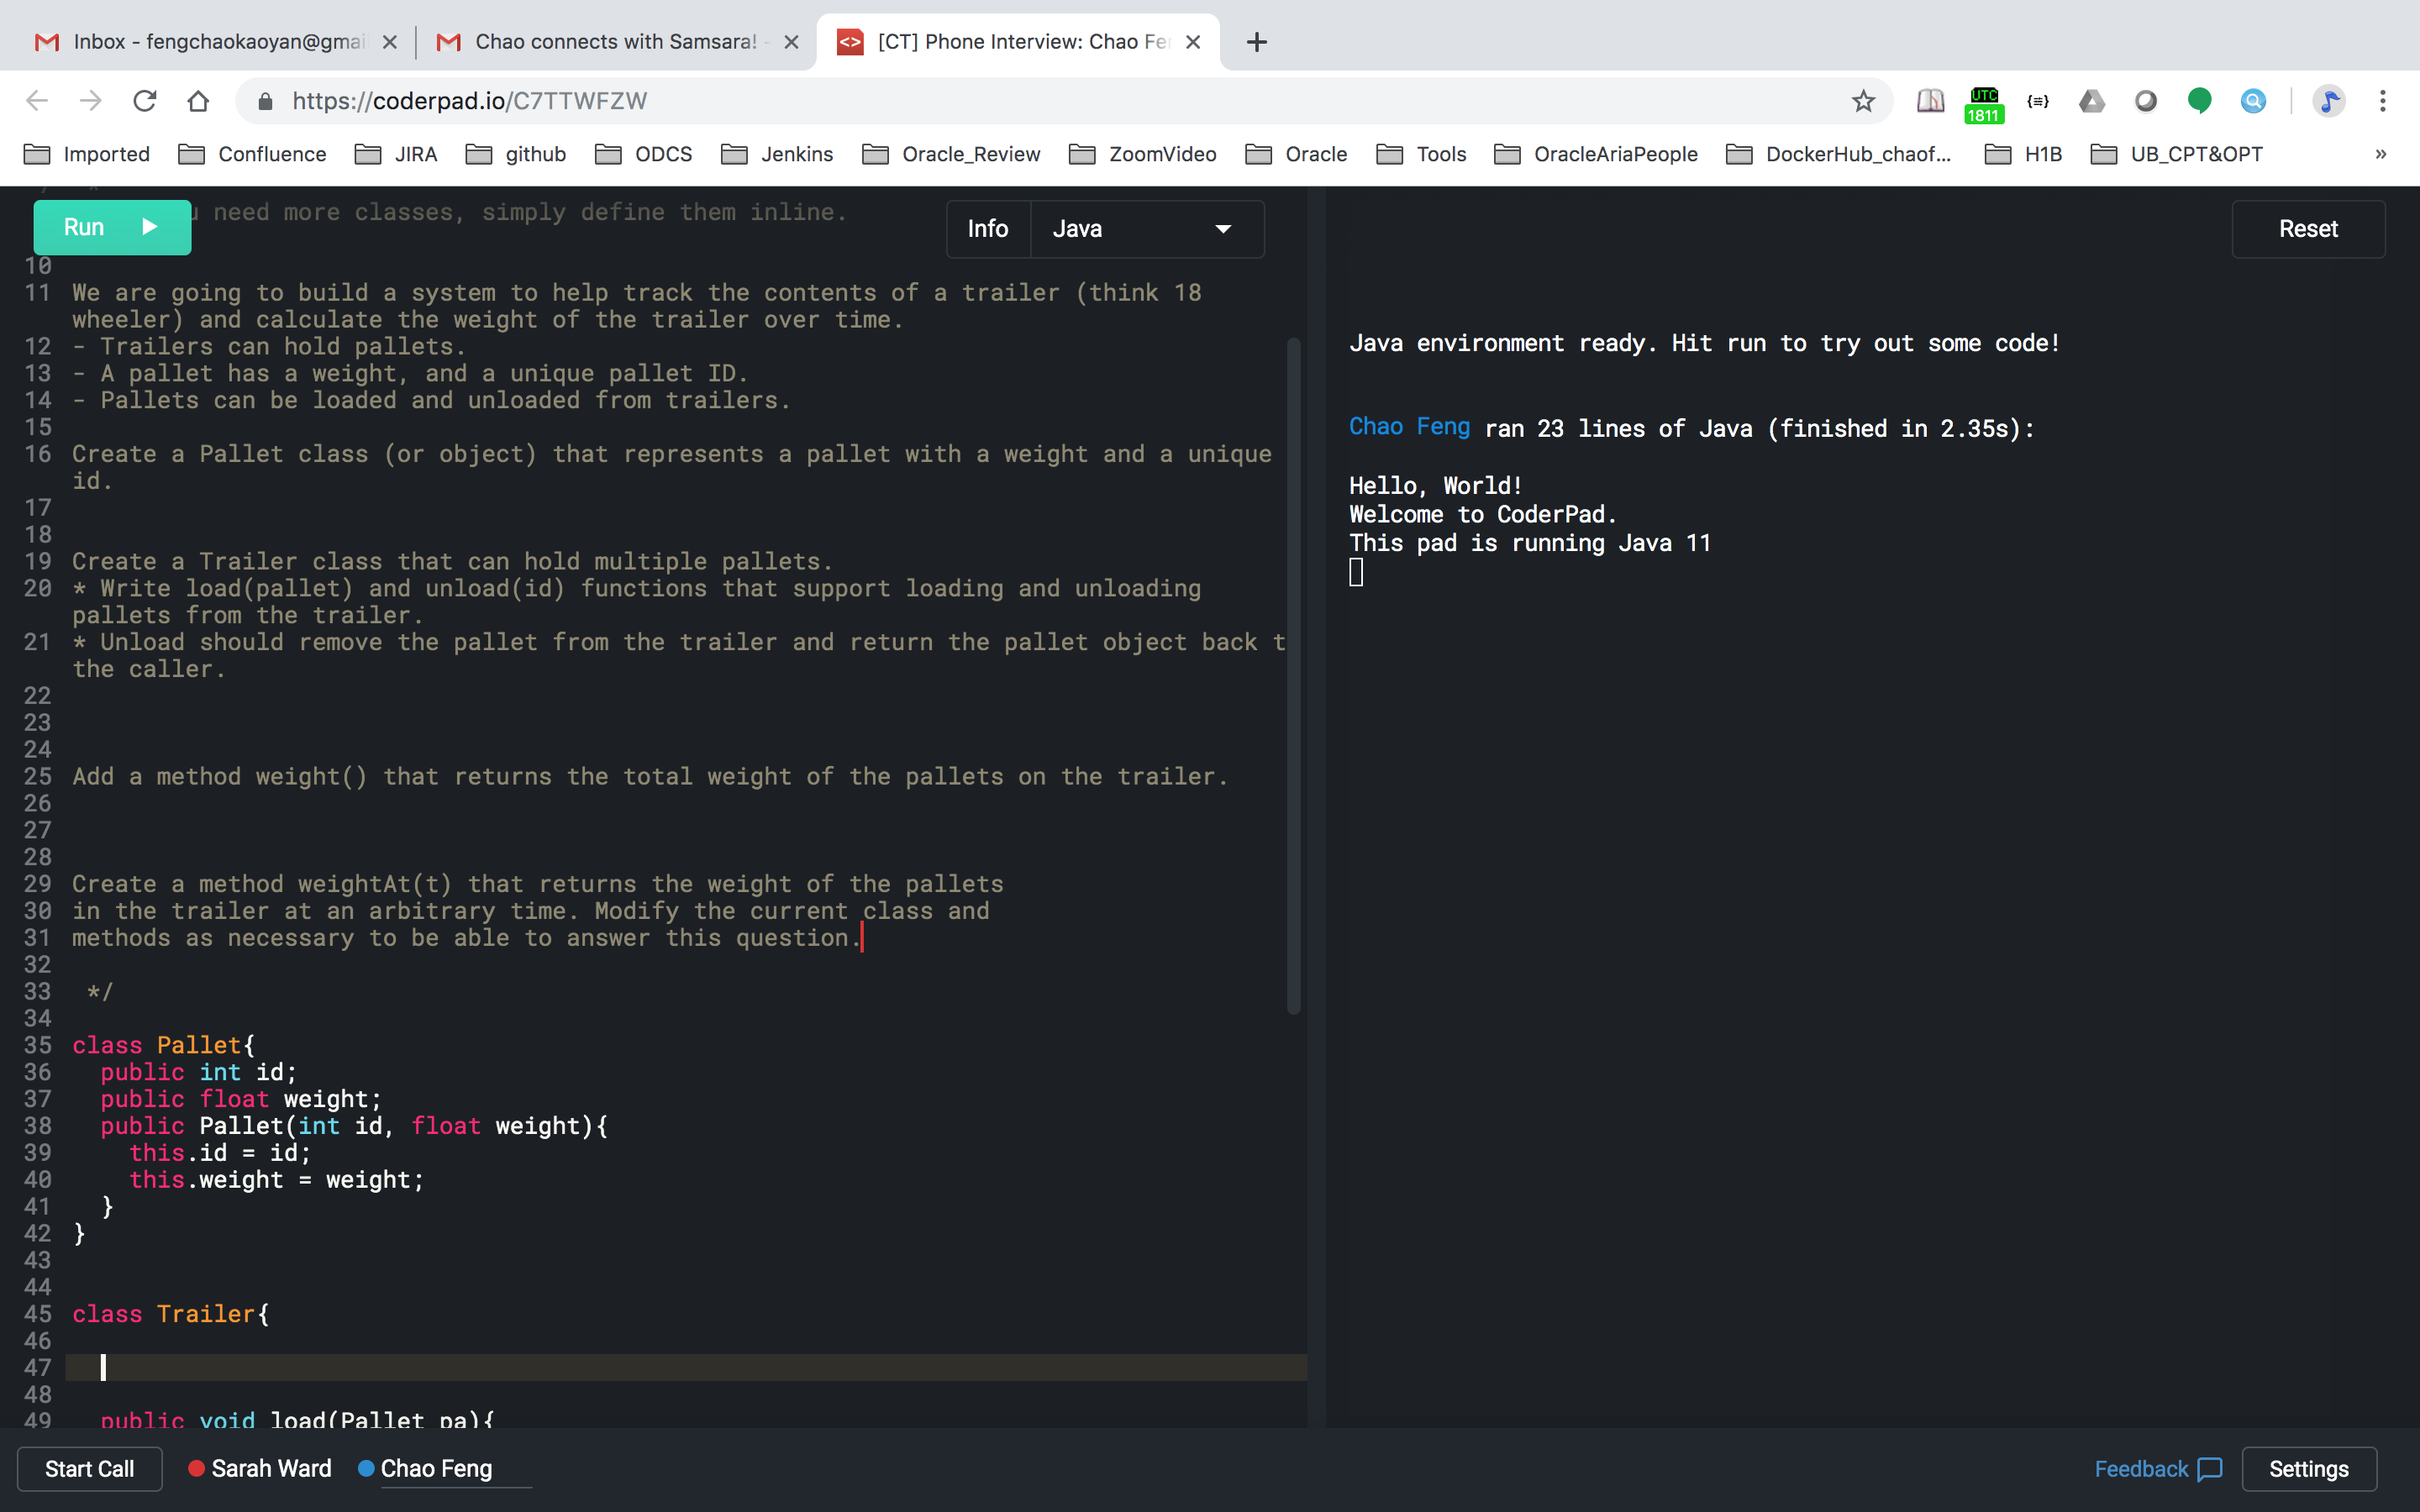 Inbox - fengchaokaoyan@gmai
Chao connects with Samsara! -
[CT] Phone Interview: Chao Fe
https://coderpad.io/C7TTWFZW
UTC
1811
Imported
Confluence
JIRA
github
ODCS
Jenkins
Oracle_Review
ZoomVideo
Oracle
Tools
OracleAriaPeople
DockerHub_chaof...
H1B
UB_CPT&OPT
»
Run
need more classes, simply define them inline.
Info
Java
Reset
10
11 We are going to build a system to help track the contents of a trailer (think 18
wheeler) and calculate the weight of the trailer over time.
12 - Trailers can hold pallets.
13 - A pallet has a weight, and a unique pallet ID.
14 - Pallets can be loaded and unloaded from trailers.
15
16 Create a Pallet class (or object) that represents a pallet with a weight and a unique
id.
17
18
19 Create a Trailer class that can hold multiple pallets.
20 * Write load(pallet) and unload(id) functions that support loading and unloading
pallets from the trailer.
21 * Unload should remove the pallet from the trailer and return the pallet object back t
the caller.
22
23
24
25 Add a method weight() that returns the total weight of the pallets on the trailer.
26
27
28
29 Create a method weightAt(t) that returns the weight of the pallets
30 in the trailer at an arbitrary time. Modify the current class and
31 methods as necessary to be able to answer this question.
32
33 */
34
35 class Pallet{
36 public int id;
37 public float weight;
38 public Pallet(int id, float weight){
39 this.id = id;
40 this.weight = weight;
41 }
42 }
43
44
45 class Trailer{
46
47
48
49 public void load(Pallet pa){
Java environment ready. Hit run to try out some code!
Chao Feng ran 23 lines of Java (finished in 2.35s):
Hello, World!
Welcome to CoderPad.
This pad is running Java 11
Start Call
Sarah Ward
Chao Feng
Feedback
Settings